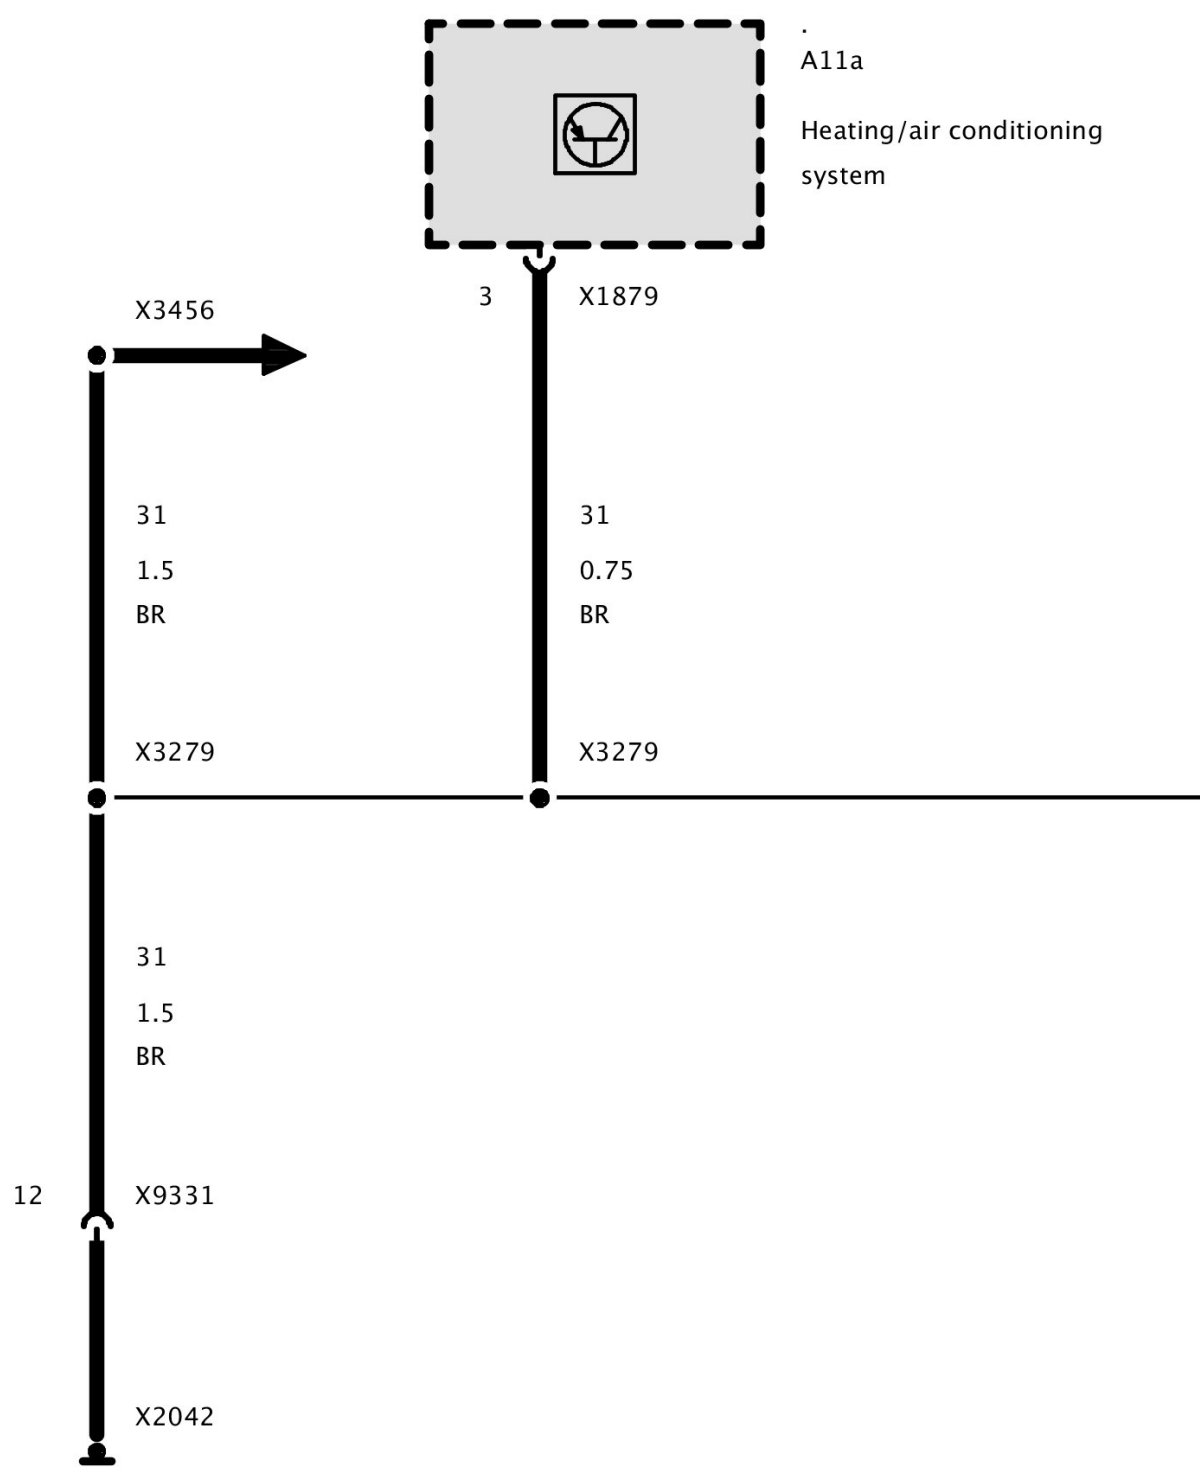 .
A11a
Heating/air conditioning
system
3
X1879
X3456
31
1.5
BR
31
0.75
BR
X3279
X3279
31
1.5
BR
12
X9331
X2042